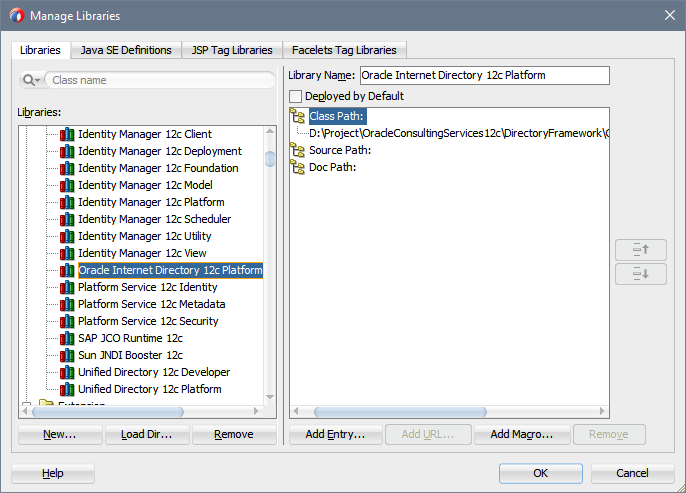 Manage Libraries
Libraries
Java SE Definitions
JSP Tag Libraries
Facelets Tag Libraries
Class name
Libraries:
Identity Manager 12c Client
Identity Manager 12c Deployment
Identity Manager 12c Foundation
Identity Manager 12c Model
Identity Manager 12c Platform
Identity Manager 12c Scheduler
Identity Manager 12c Utility
Identity Manager 12c View
Oracle Internet Directory 12c Platform
Platform Service 12c Identity
Platform Service 12c Metadata
Platform Service 12c Security
SAP JCO Runtime 12c
Sun JNDI Booster 12c
Unified Directory 12c Developer
Unified Directory 12c Platform
Extension
New...
Load Dir...
Remove
Library Name: Oracle Internet Directory 12c Platform
Deployed by Default
Class Path:
D:\Project\OracleConsultingServices12c\DirectoryFramework\
Source Path:
Doc Path:
Add Entry...
Add URL...
Add Macro...
Remove
Help
OK
Cancel